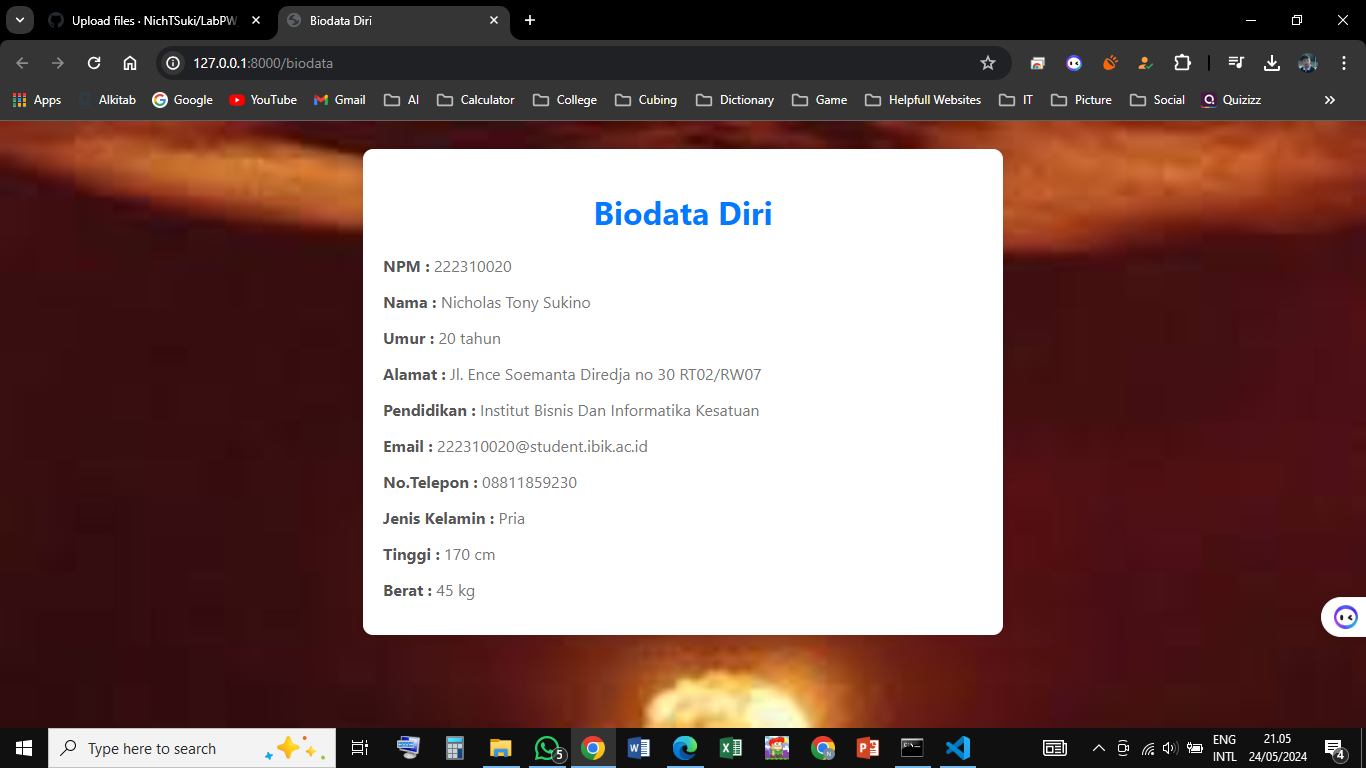 Upload files · NichTSuki/LabPW
Biodata Diri
127.0.0.1:8000/biodata
Apps Alkitab Google YouTube Gmail AI Calculator College Cubing Dictionary Game Helpfull Websites IT Picture Social Quizizz
Biodata Diri
NPM : 222310020
Nama : Nicholas Tony Sukino
Umur : 20 tahun
Alamat : Jl. Ence Soemanta Diredja no 30 RT02/RW07
Pendidikan : Institut Bisnis Dan Informatika Kesatuan
Email : 222310020@student.ibik.ac.id
No.Telepon : 08811859230
Jenis Kelamin : Pria
Tinggi : 170 cm
Berat : 45 kg
Type here to search
5
ENG
INTL
21.05
24/05/2024
4